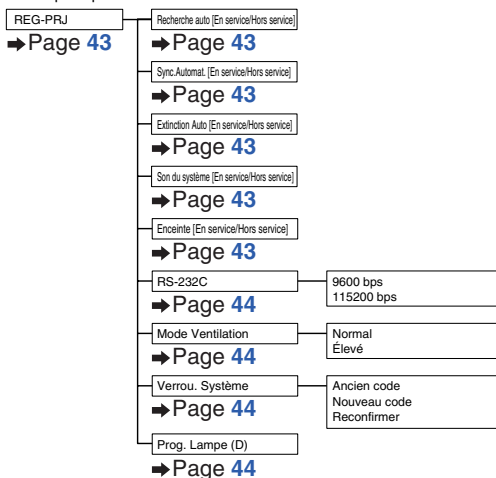 REG-PRJ
➡Page 43
Recherche auto [En service/Hors service]
➡Page 43
Sync.Automat. [En service/Hors service]
➡Page 43
Extinction Auto [En service/Hors service]
➡Page 43
Son du système [En service/Hors service]
➡Page 43
Enceinte [En service/Hors service]
➡Page 43
RS-232C
➡Page 44
9600 bps
115200 bps
Mode Ventilation
➡Page 44
Normal
Élevé
Verrou. Système
➡Page 44
Ancien code
Nouveau code
Reconfirmer
Prog. Lampe (D)
➡Page 44